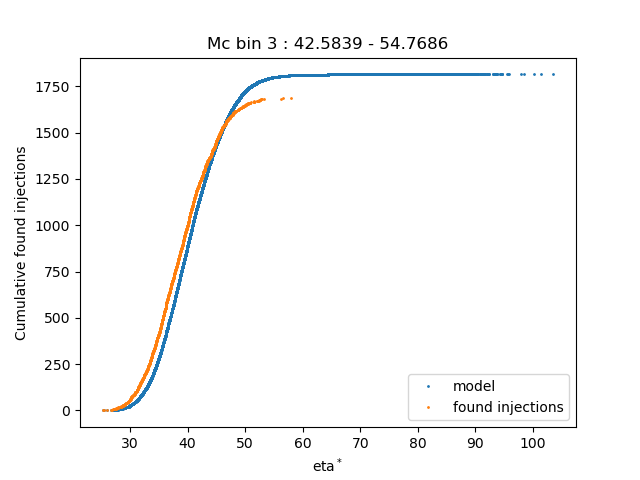 Mc bin 3 : 42.5839 - 54.7686
Cumulative found injections
1750
1500
1250
1000
750
500
250
0
30 40 50 60 70 80 90 100
eta*
model
found injections